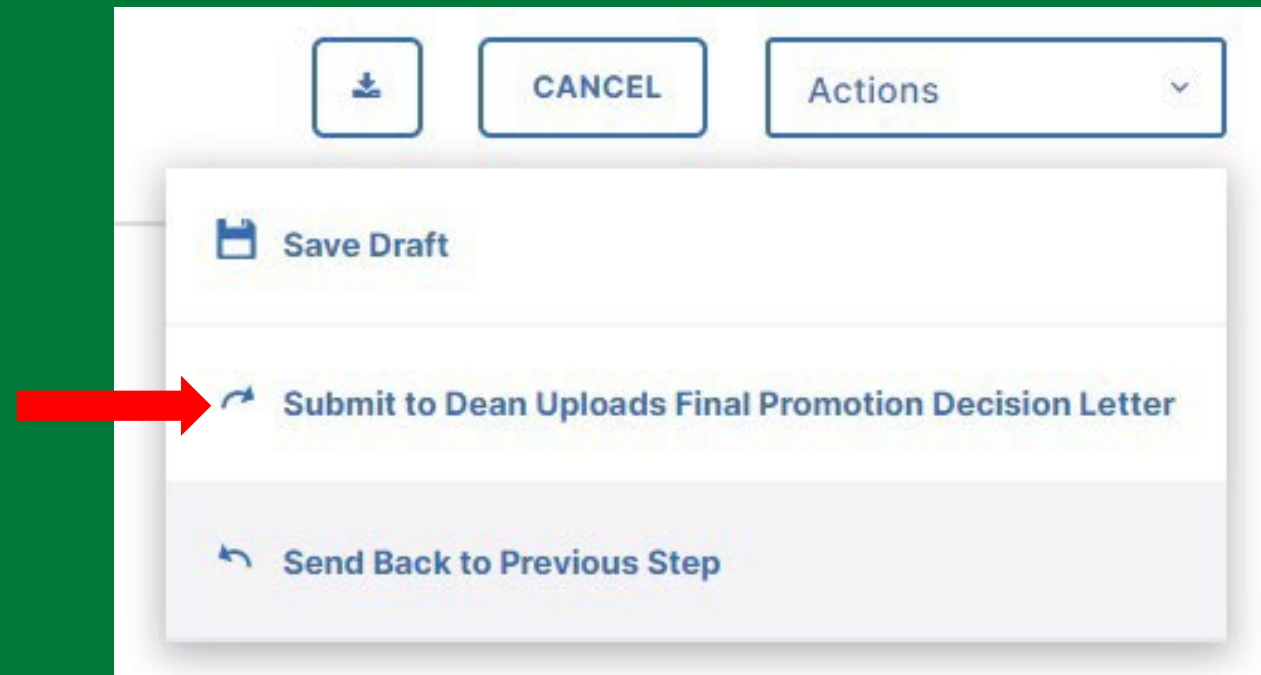 CANCEL
Actions
Save Draft
Submit to Dean Uploads Final Promotion Decision Letter
Send Back to Previous Step